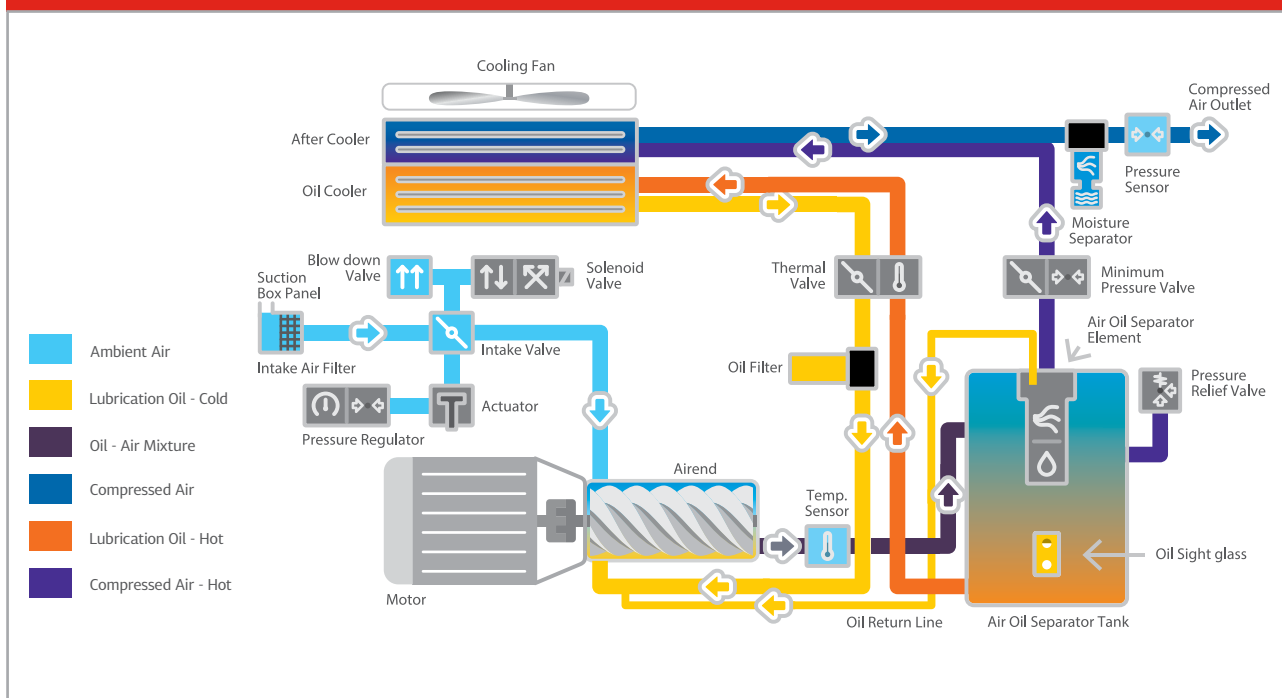 Cooling Fan
After Cooler
Oil Cooler
Compressed
Air Outlet
Pressure
Sensor
Moisture
Separator
Blow down
Valve
Solenoid
Valve
Suction
Box Panel
Intake Air Filter
Intake Valve
Thermal
Valve
Minimum
Pressure Valve
Air Oil Separator
Element
Oil Filter
Pressure
Relief Valve
Pressure Regulator
Actuator
Ambient Air
Lubrication Oil - Cold
Oil - Air Mixture
Compressed Air
Lubrication Oil - Hot
Compressed Air - Hot
Airend
Temp.
Sensor
Oil Sight glass
Motor
Oil Return Line
Air Oil Separator Tank